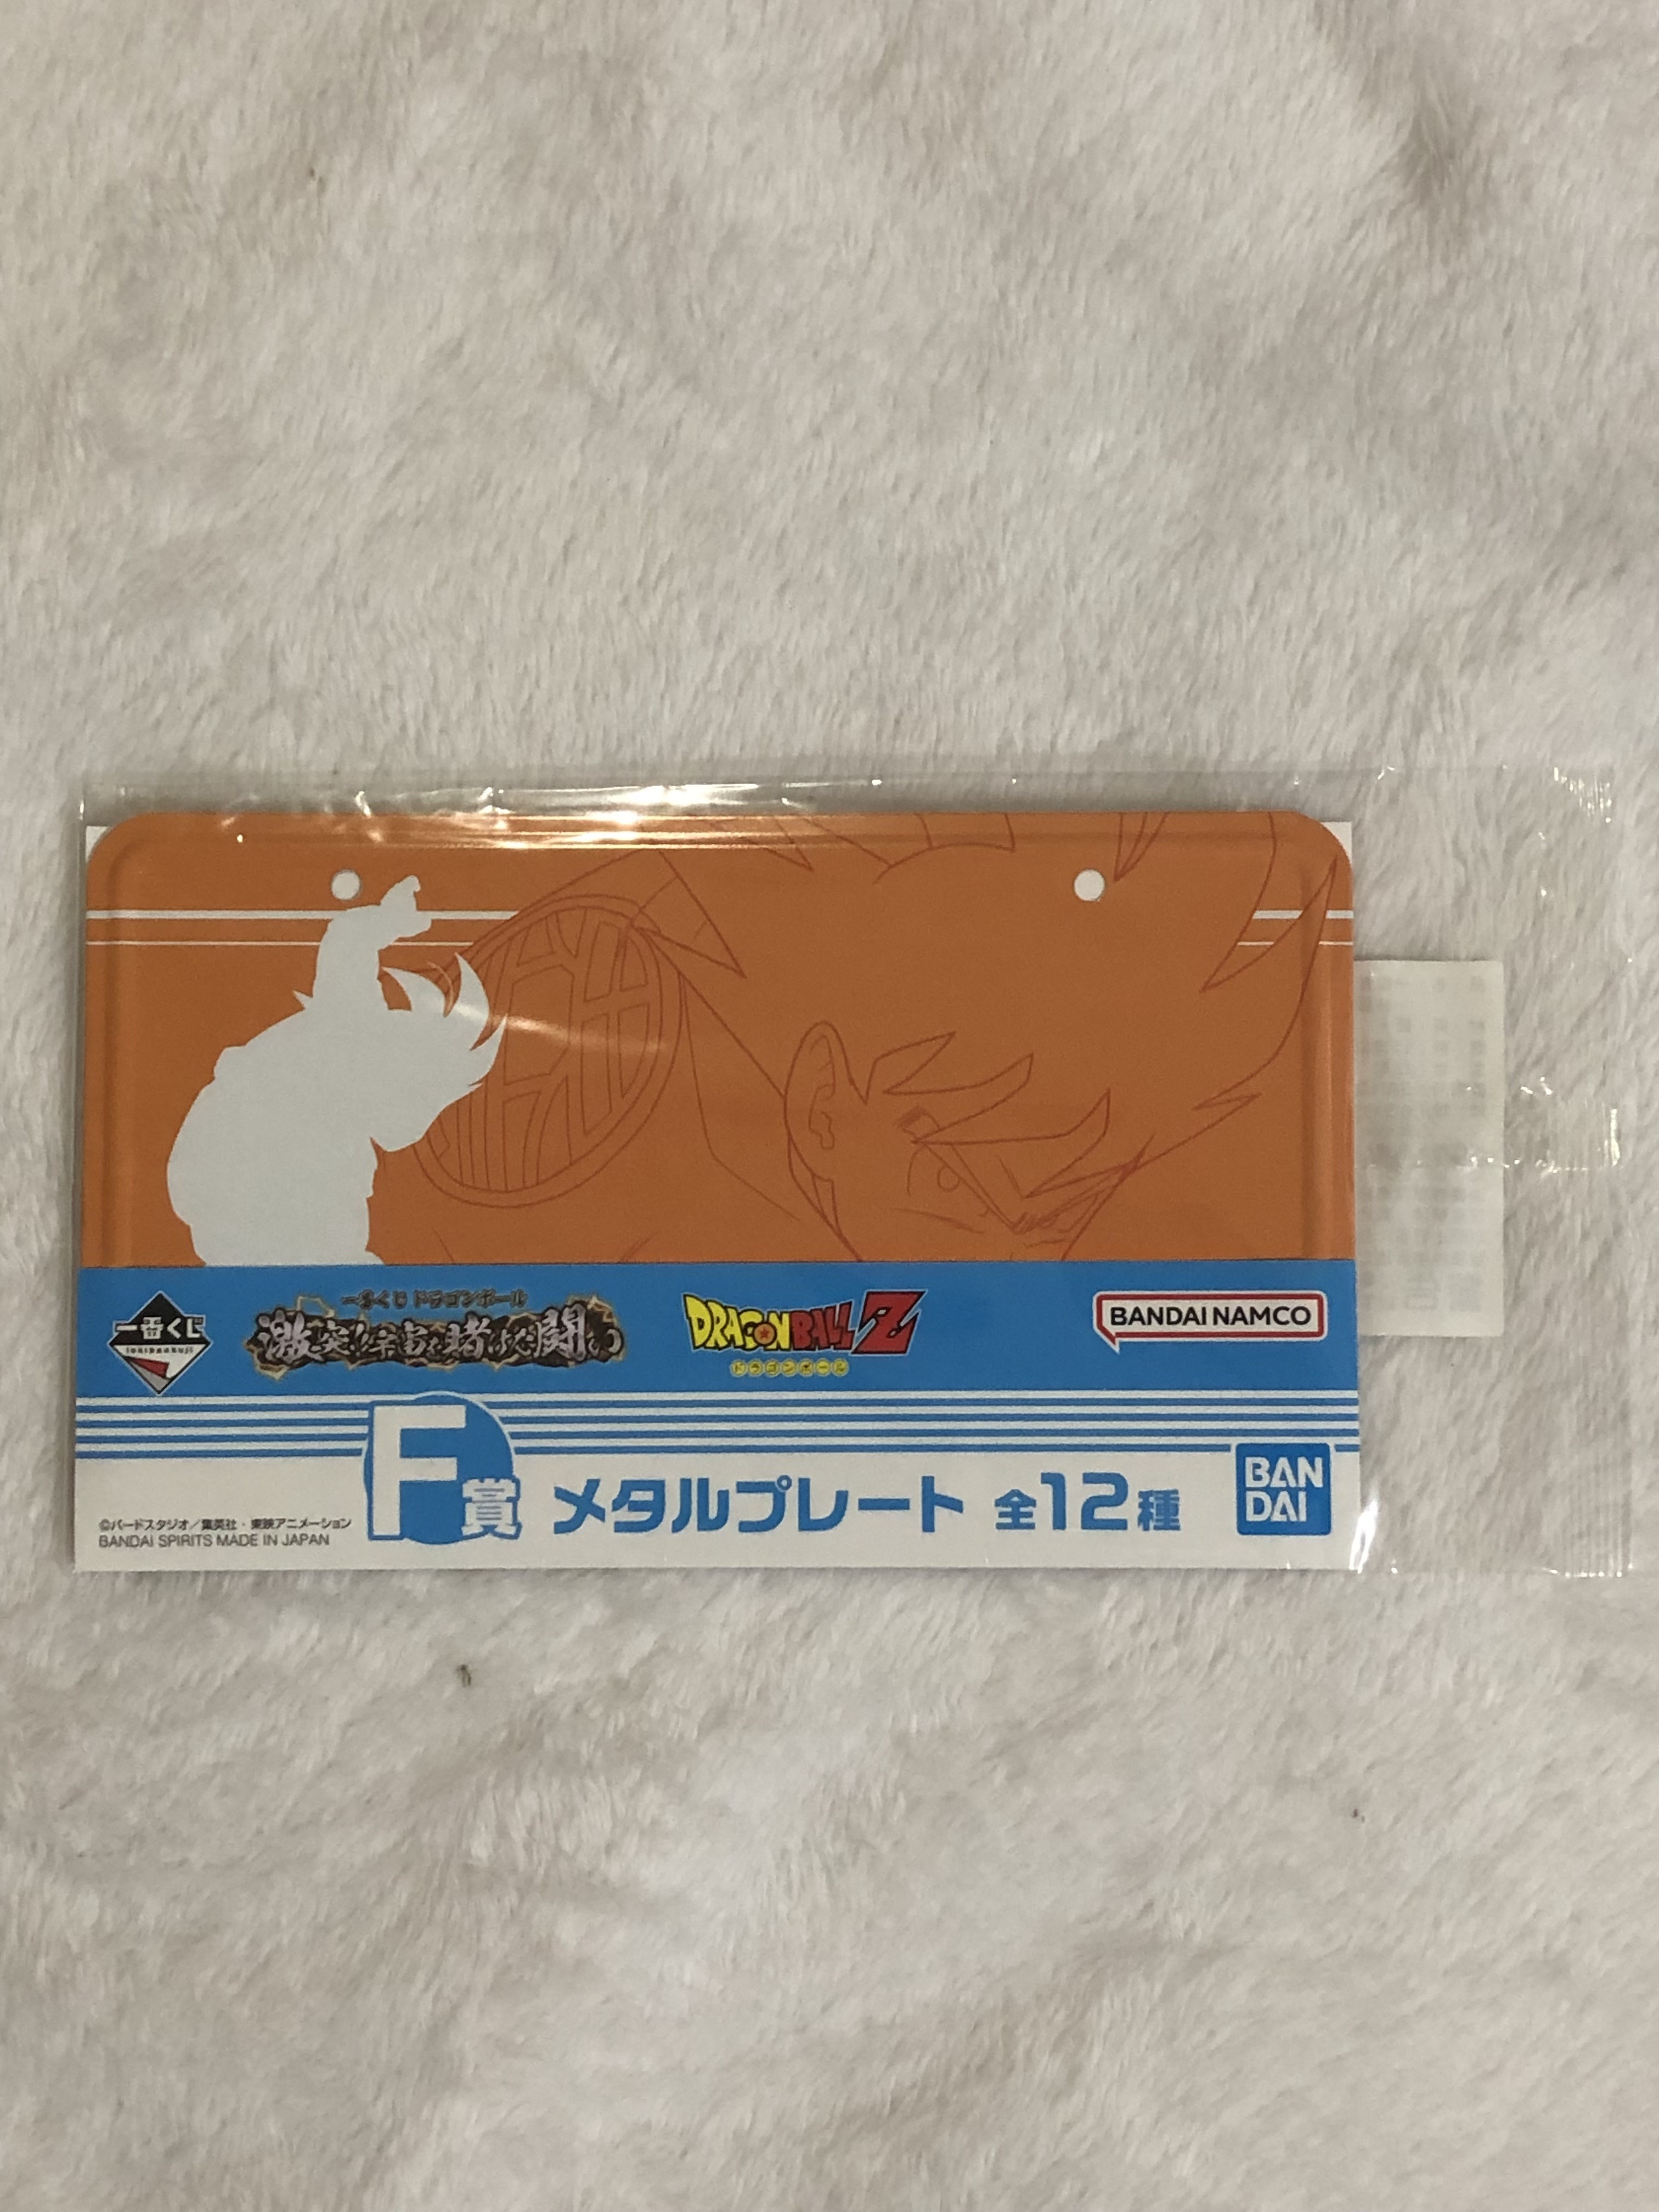 一番くじ
ichibankuji
一番くじ ドラゴンボール
激突!!宇宙を賭けた闘い
DRAGONBALL Z
ドラゴンボール
BANDAI NAMCO
F賞 メタルプレート 全12種
BAN
DAI
©バードスタジオ／集英社・東映アニメーション
BANDAI SPIRITS MADE IN JAPAN